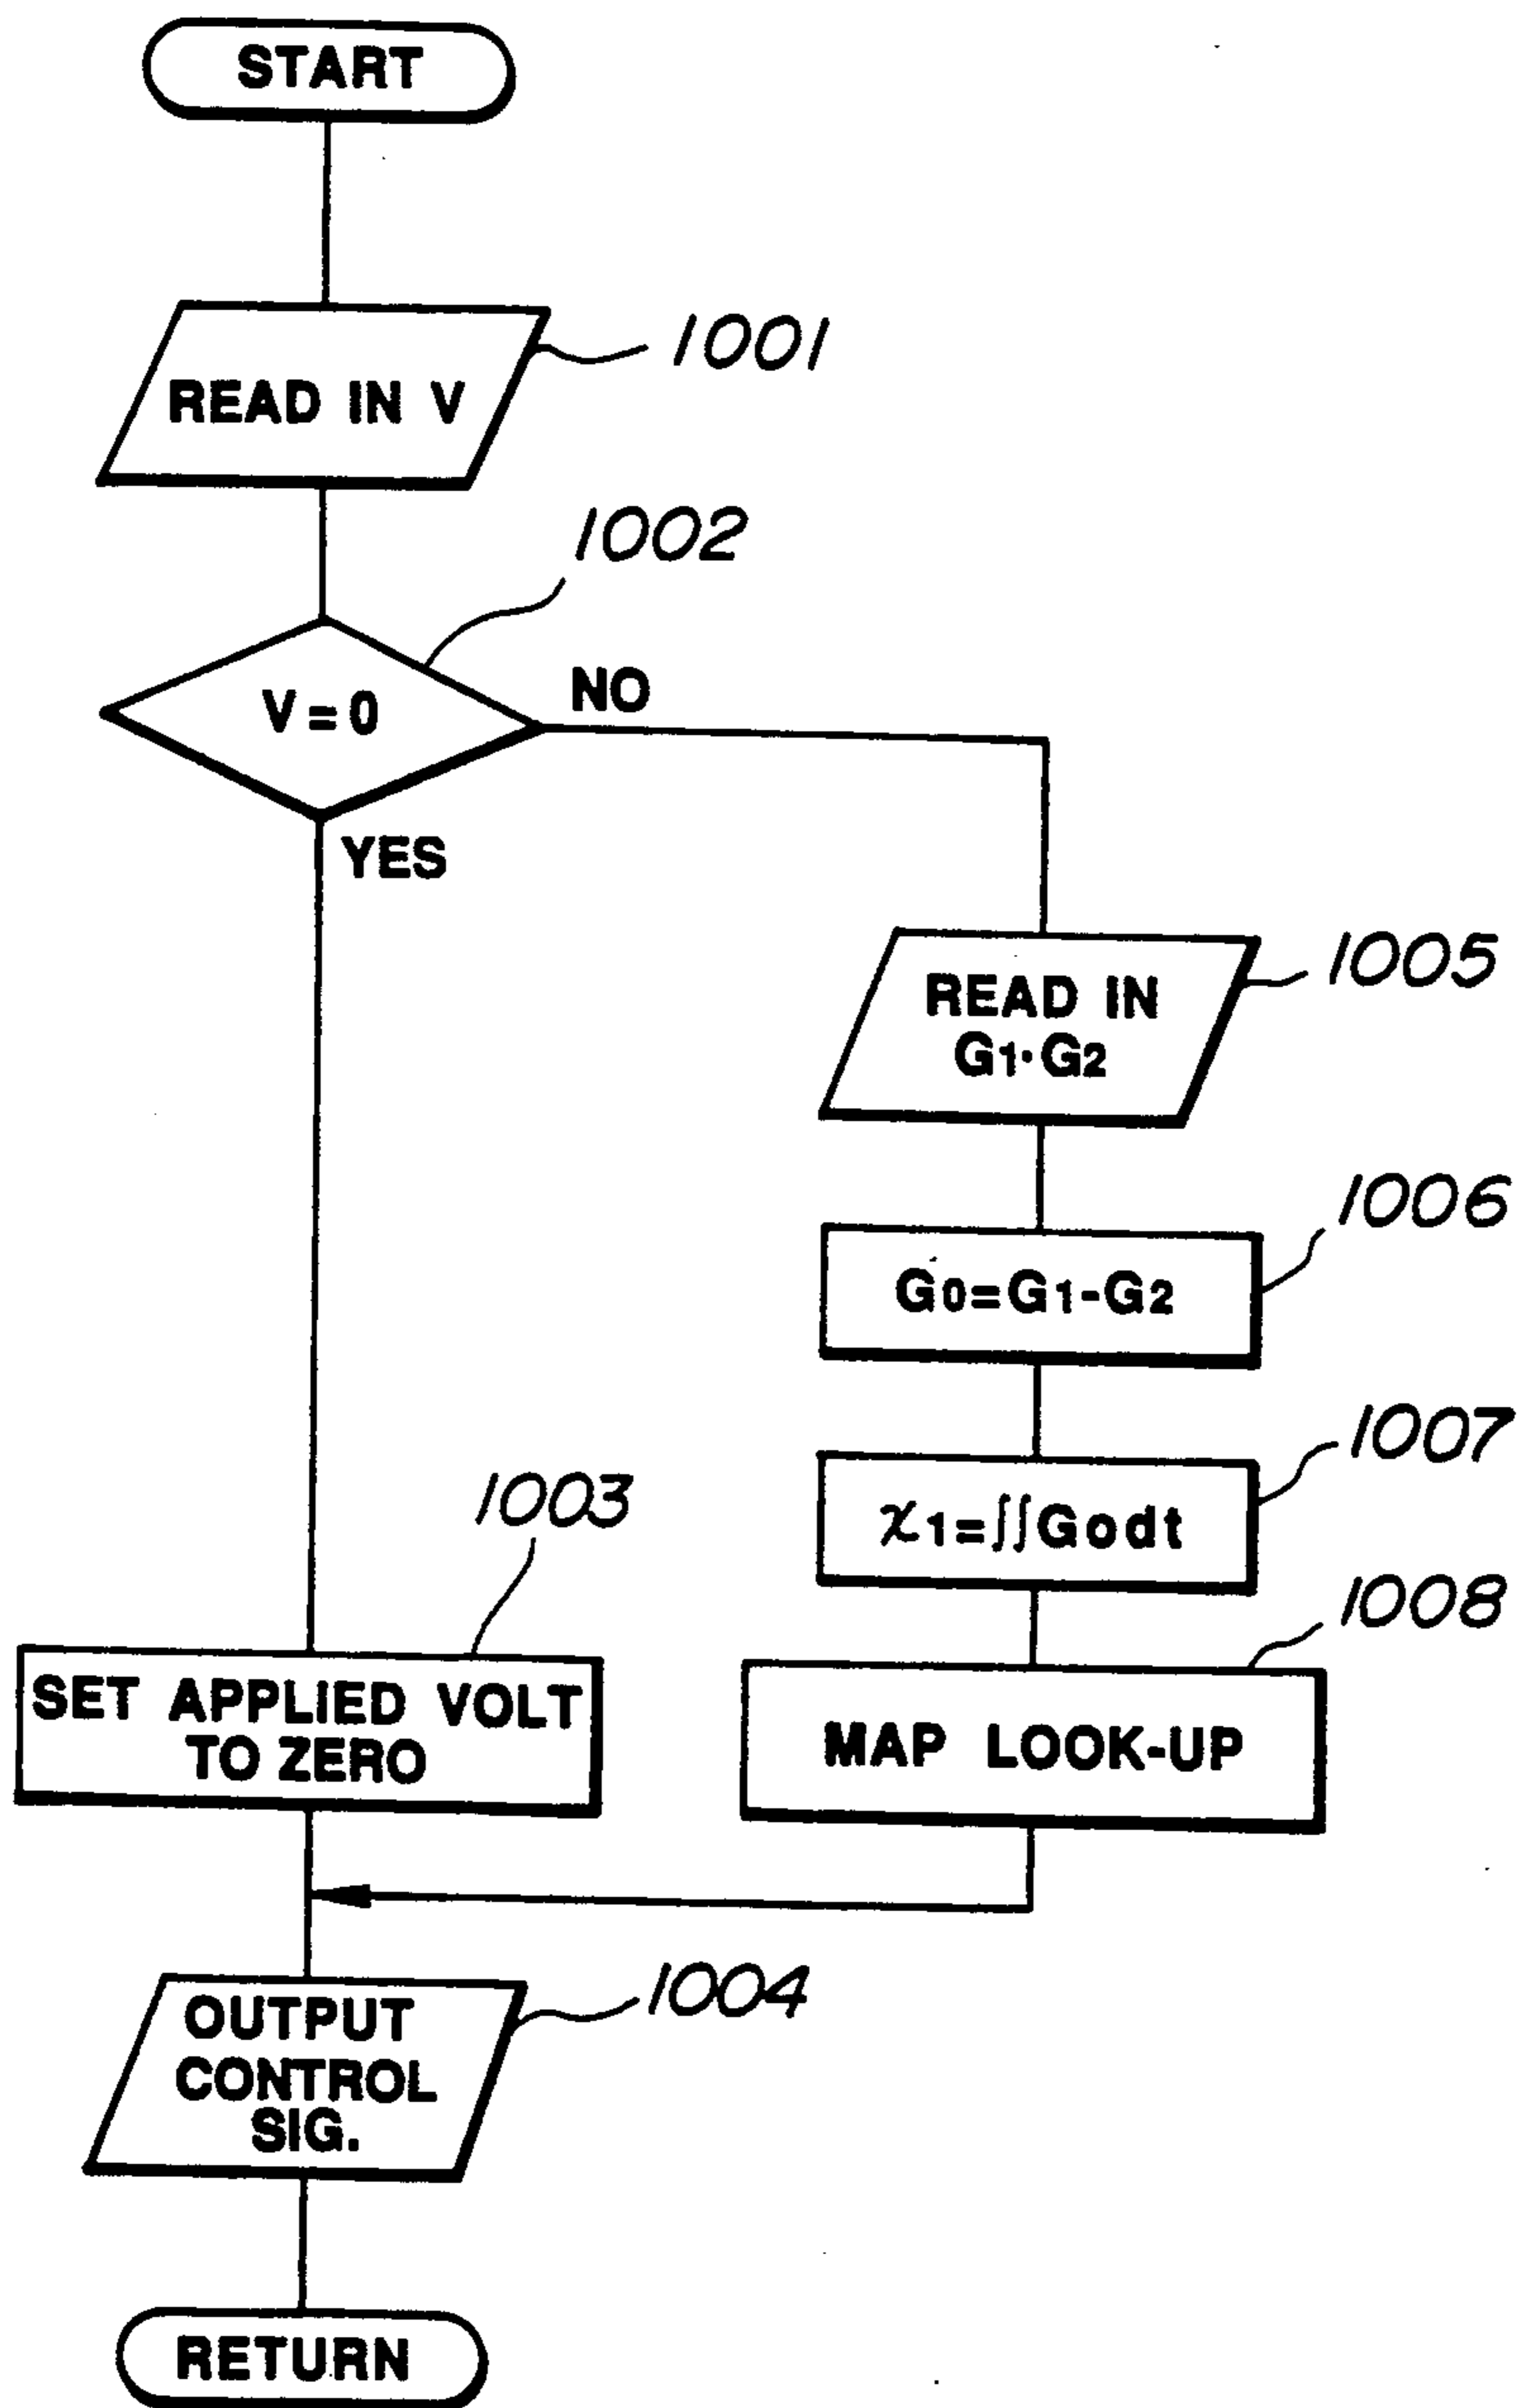 START
READ IN V
1001
1002
V=0
NO
YES
READ IN
G1·G2
1005
G0=G1-G2
1006
χ1=∬Godt
1007
1003
SET APPLIED VOLT
TO ZERO
1008
MAP LOOK-UP
OUTPUT
CONTROL
SIG.
1004
RETURN